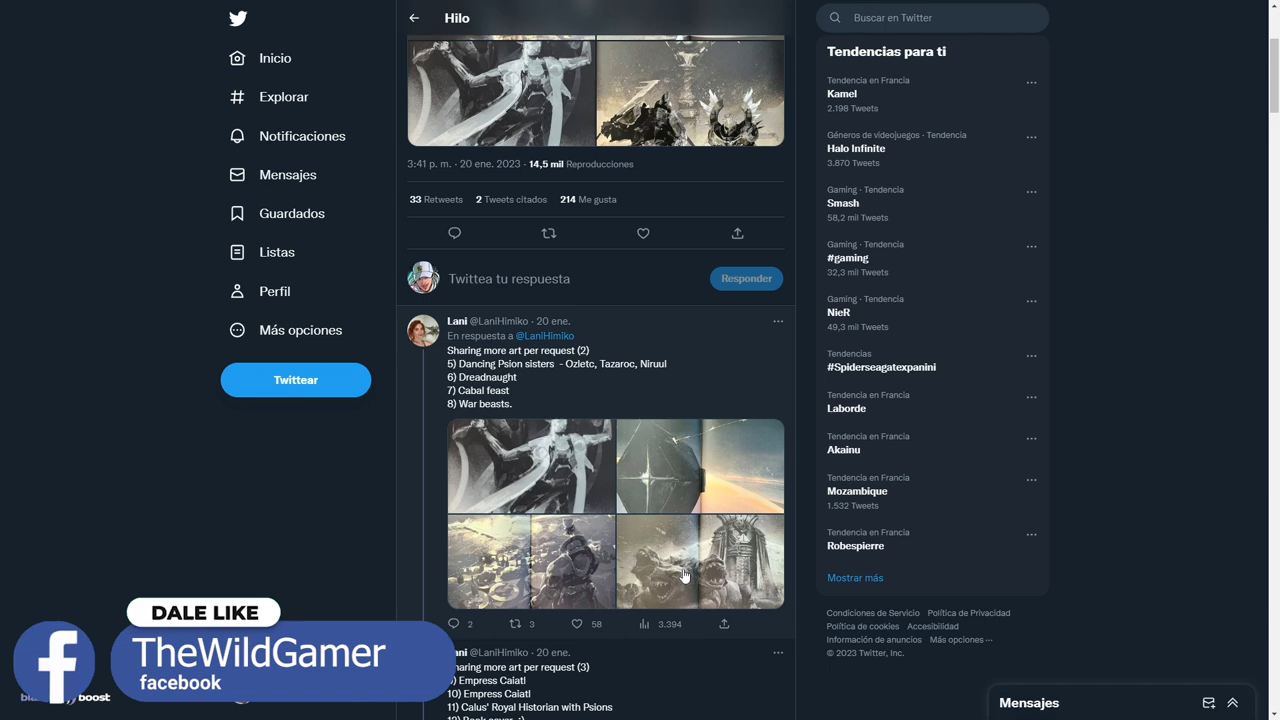 Inicio
Explorar
Notificaciones
Mensajes
Guardados
Listas
Perfil
Más opciones
Twittear
Hilo
3:41 p. m. · 20 ene. 2023 · 14,5 mil Reproducciones
33 Retweets 2 Tweets citados 214 Me gusta
Twittea tu respuesta
Responder
Lani @LaniHimiko · 20 ene.
En respuesta a @LaniHimiko
Sharing more art per request (2)
5) Dancing Psion sisters - Ozletc, Tazaroc, Niruul
6) Dreadnaught
7) Cabal feast
8) War beasts.
2 3 58 3.394
@LaniHimiko · 20 ene.
more art per request (3)
Empress Caiatl
10) Empress Caiatl
11) Calus' Royal Historian with Psions
Buscar en Twitter
Tendencias para ti
Tendencia en Francia
Kamel
2.198 Tweets
Géneros de videojuegos · Tendencia
Halo Infinite
3.870 Tweets
Gaming · Tendencia
Smash
58,2 mil Tweets
Gaming · Tendencia
#gaming
32,3 mil Tweets
Gaming · Tendencia
NieR
49,3 mil Tweets
Tendencias
#Spiderseagatexpanini
Tendencia en Francia
Laborde
Tendencia en Francia
Akainu
Tendencia en Francia
Mozambique
1.532 Tweets
Tendencia en Francia
Robespierre
Mostrar más
Condiciones de Servicio Política de Privacidad
Política de cookies Accesibilidad
Información de anuncios Más opciones ···
© 2023 Twitter, Inc.
Mensajes
DALE LIKE
TheWildGamer
facebook
boost